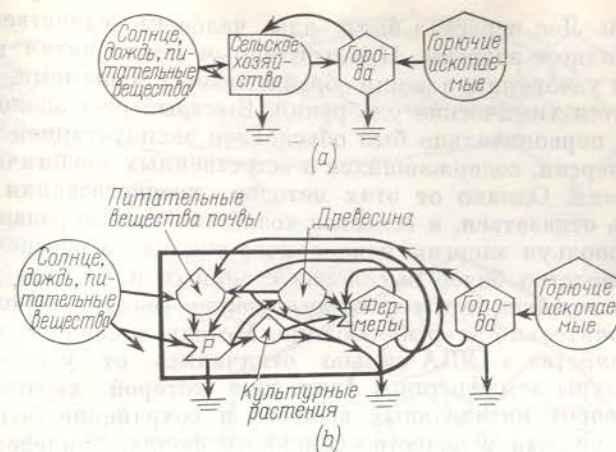 Солнце,
дождь, пи-
тательные
вещества
Сельское
хозяй-
ство
Горо-
да
Горючие
ископае-
мые
(a)
Питательные
вещества почвы
Древесина
Солнце,
дождь, пи-
тательные
вещества
P
Фер-
меры
Горо-
да
Горючие
ископае-
мые
Культурные
растения
(b)